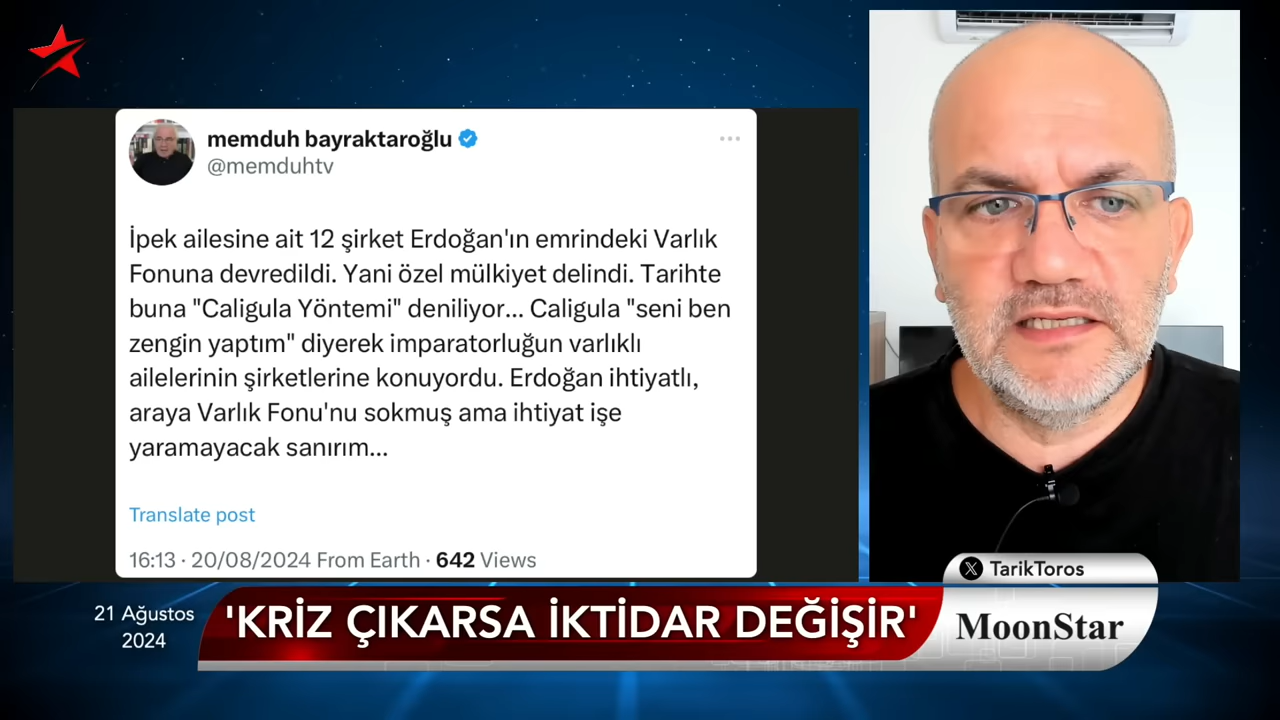 memduh bayraktaroğlu
@memduhtv
İpek ailesine ait 12 şirket Erdoğan'ın emrindeki Varlık
Fonuna devredildi. Yani özel mülkiyet delindi. Tarihte
buna "Caligula Yöntemi" deniliyor... Caligula "seni ben
zengin yaptım" diyerek imparatorluğun varlıklı
ailelerinin şirketlerine konuyordu. Erdoğan ihtiyatlı,
araya Varlık Fonu'nu sokmuş ama ihtiyat işe
yaramayacak sanırım...
Translate post
16:13 · 20/08/2024 From Earth · 642 Views
TarikToros
21 Ağustos
2024
'KRİZ ÇIKARSA İKTİDAR DEĞİŞİR'
MoonStar